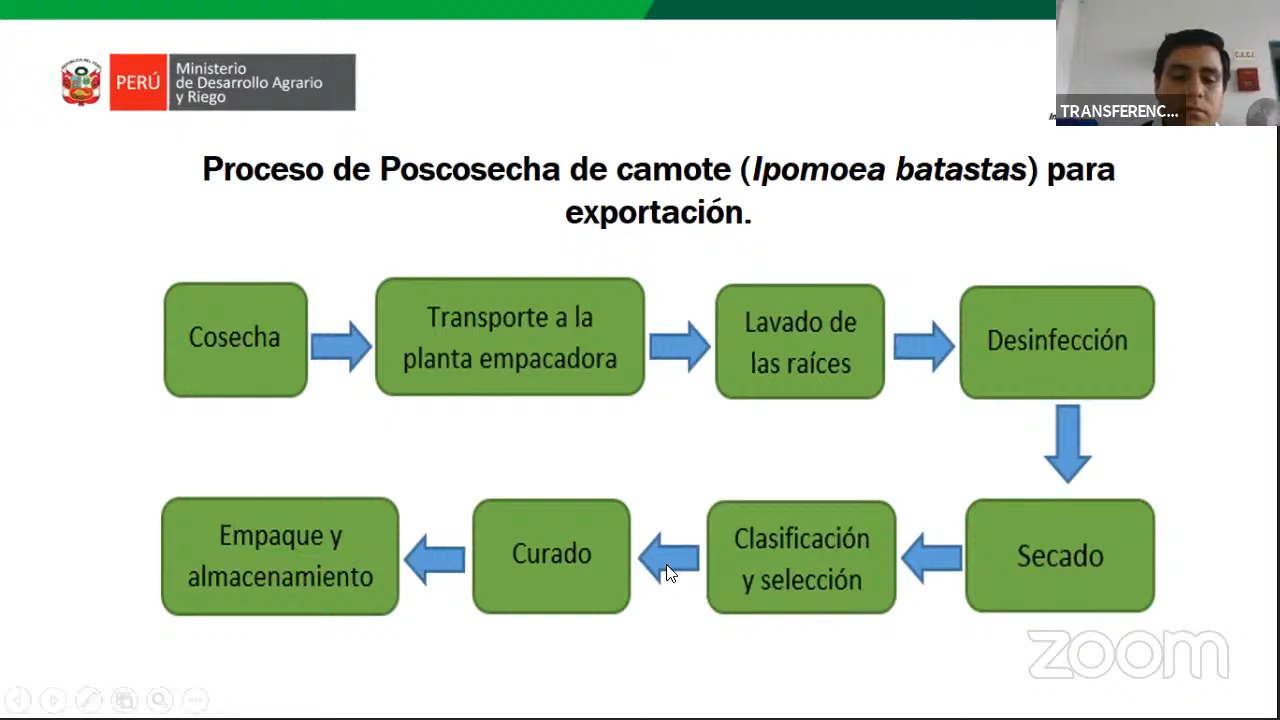 PERÚ
Ministerio
de Desarrollo Agrario
y Riego
TRANSFERENC...
Proceso de Poscosecha de camote (Ipomoea batastas) para
exportación.
Cosecha
Transporte a la
planta empacadora
Lavado de
las raíces
Desinfección
Secado
Clasificación
y selección
Curado
Empaque y
almacenamiento
zoom